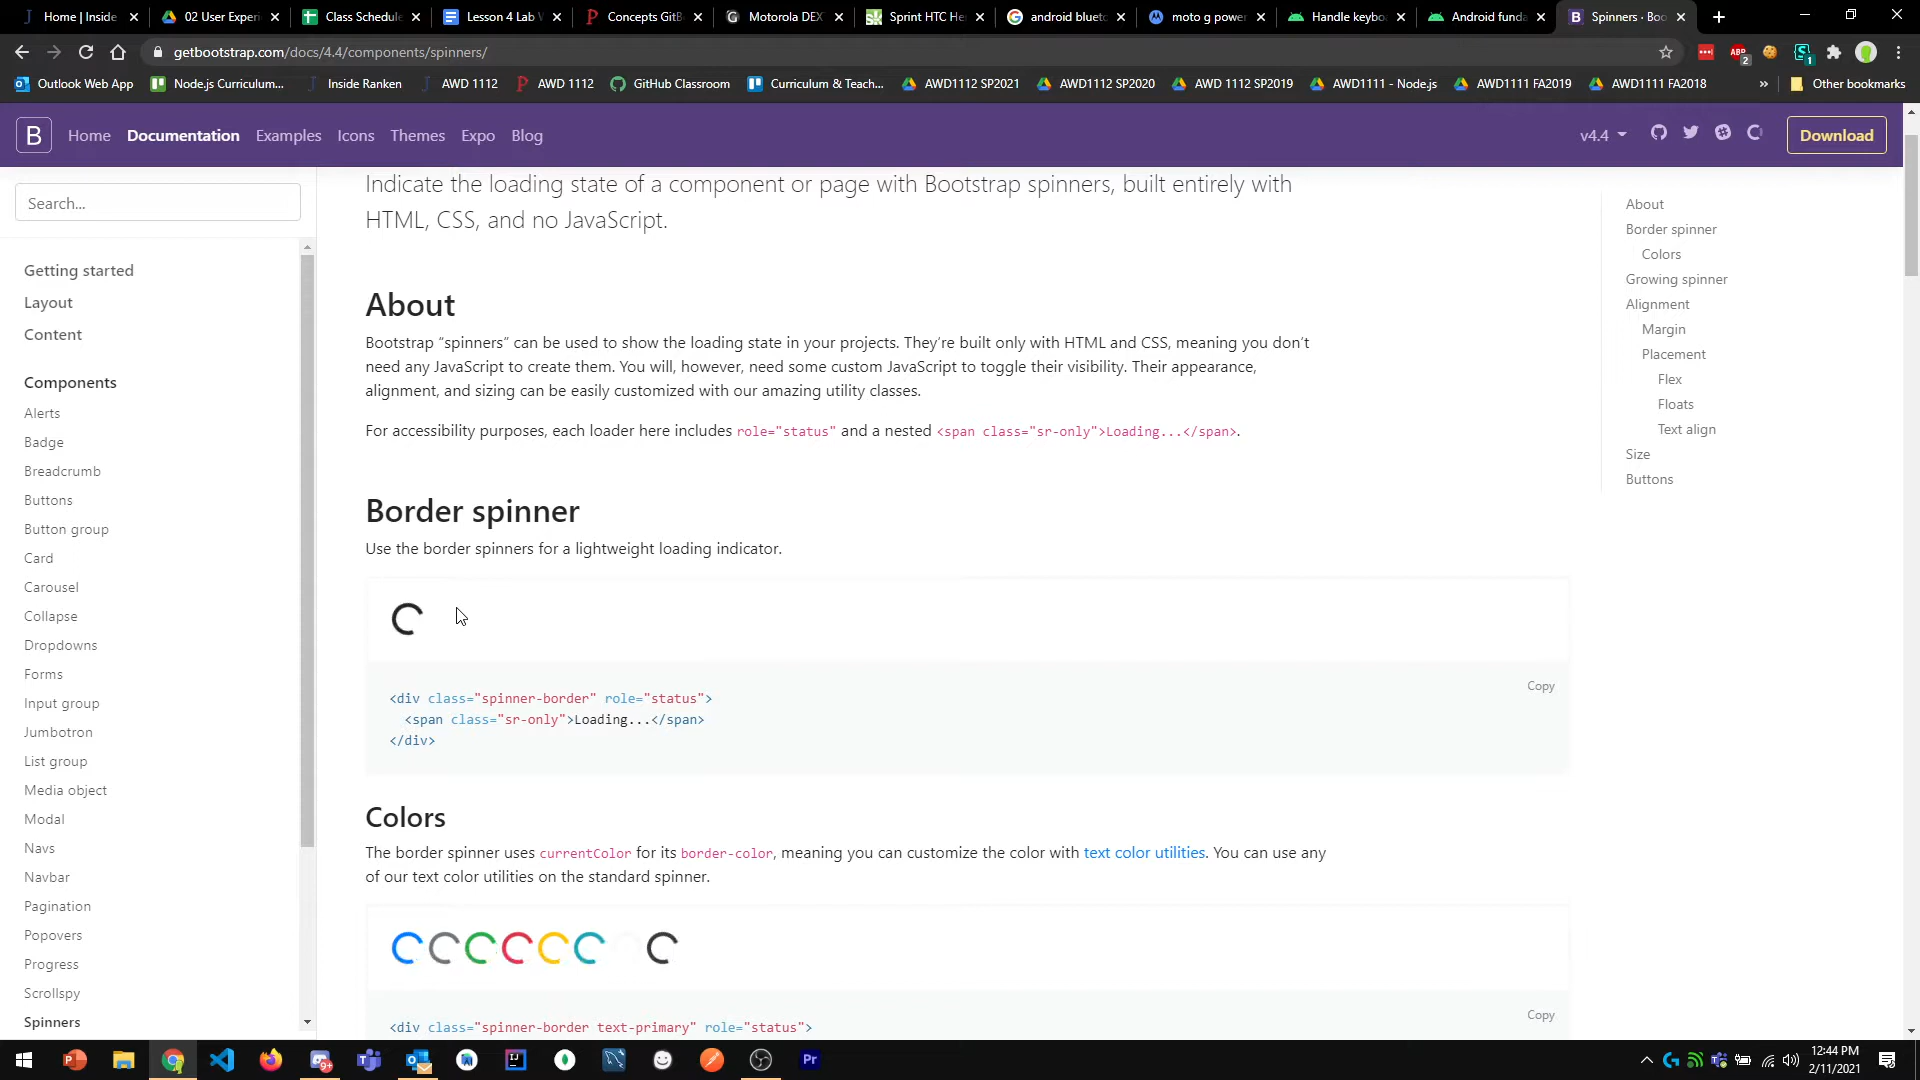 Home | Inside
02 User Experi
Class Schedule
Lesson 4 Lab
Concepts GitB
Motorola DEX
Sprint HTC He
android blueto
moto g power
Handle keybo
Android funda
Spinners · Boo
getbootstrap.com/docs/4.4/components/spinners/
Outlook Web App
Node.js Curriculum...
Inside Ranken
AWD 1112
AWD 1112
GitHub Classroom
Curriculum & Teach...
AWD1112 SP2021
AWD1112 SP2020
AWD 1112 SP2019
AWD1111 - Node.js
AWD1111 FA2019
AWD1111 FA2018
»
Other bookmarks
B
Home
Documentation
Examples
Icons
Themes
Expo
Blog
v4.4
Download
Search...
Getting started
Layout
Content
Components
Alerts
Badge
Breadcrumb
Buttons
Button group
Card
Carousel
Collapse
Dropdowns
Forms
Input group
Jumbotron
List group
Media object
Modal
Navs
Navbar
Pagination
Popovers
Progress
Scrollspy
Spinners
Indicate the loading state of a component or page with Bootstrap spinners, built entirely with
HTML, CSS, and no JavaScript.
About
Bootstrap “spinners” can be used to show the loading state in your projects. They’re built only with HTML and CSS, meaning you don’t
need any JavaScript to create them. You will, however, need some custom JavaScript to toggle their visibility. Their appearance,
alignment, and sizing can be easily customized with our amazing utility classes.
For accessibility purposes, each loader here includes role="status" and a nested <span class="sr-only">Loading...</span>.
Border spinner
Use the border spinners for a lightweight loading indicator.
Copy
<div class="spinner-border" role="status">
<span class="sr-only">Loading...</span>
</div>
Colors
The border spinner uses currentColor for its border-color, meaning you can customize the color with text color utilities. You can use any
of our text color utilities on the standard spinner.
Copy
<div class="spinner-border text-primary" role="status">
About
Border spinner
Colors
Growing spinner
Alignment
Margin
Placement
Flex
Floats
Text align
Size
Buttons
12:44 PM
2/11/2021